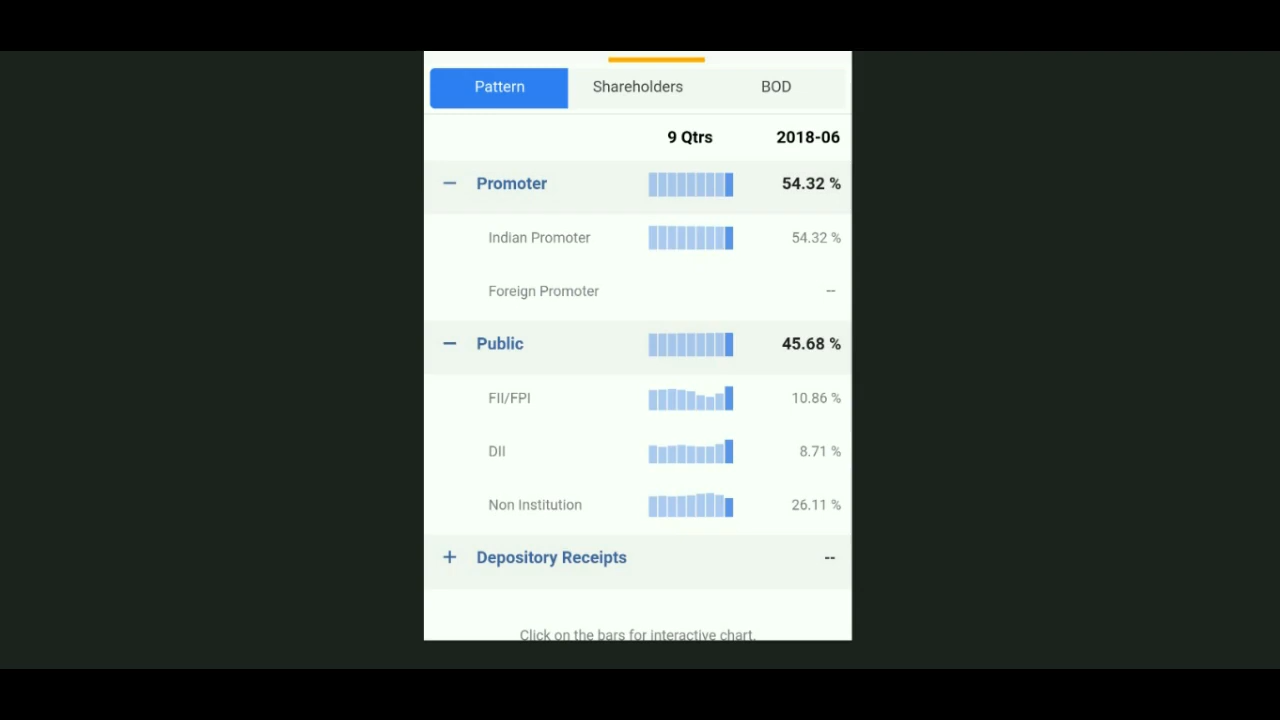 Pattern Shareholders BOD
9 Qtrs 2018-06
− Promoter 54.32 %
Indian Promoter 54.32 %
Foreign Promoter --
− Public 45.68 %
FII/FPI 10.86 %
DII 8.71 %
Non Institution 26.11 %
+ Depository Receipts --
Click on the bars for interactive chart.